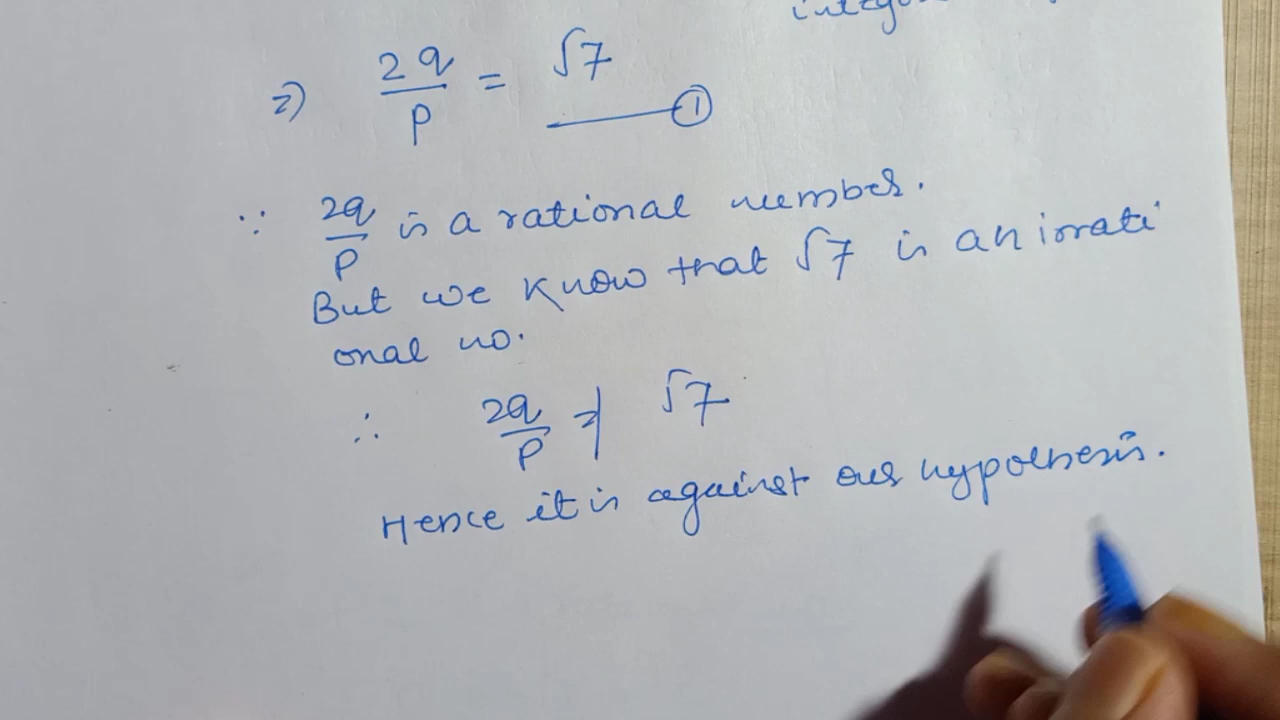 ⇒) 2q/p = √7 ——— ①
∵ 2q/p is a rational number.
But we know that √7 is an irrati
onal no.
∴ 2q/p ≠ √7
Hence it is against our hypothesis.